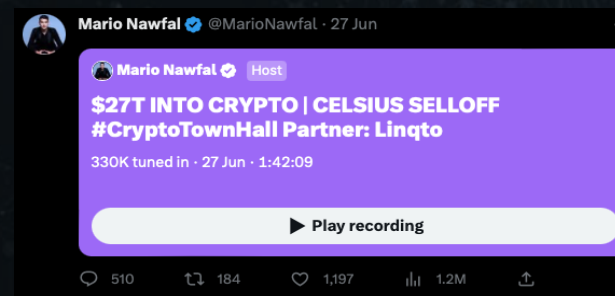 Mario Nawfal @MarioNawfal · 27 Jun
Mario Nawfal Host
$27T INTO CRYPTO | CELSIUS SELLOFF
#CryptoTownHall Partner: Linqto
330K tuned in · 27 Jun · 1:42:09
Play recording
510 184 1,197 1.2M